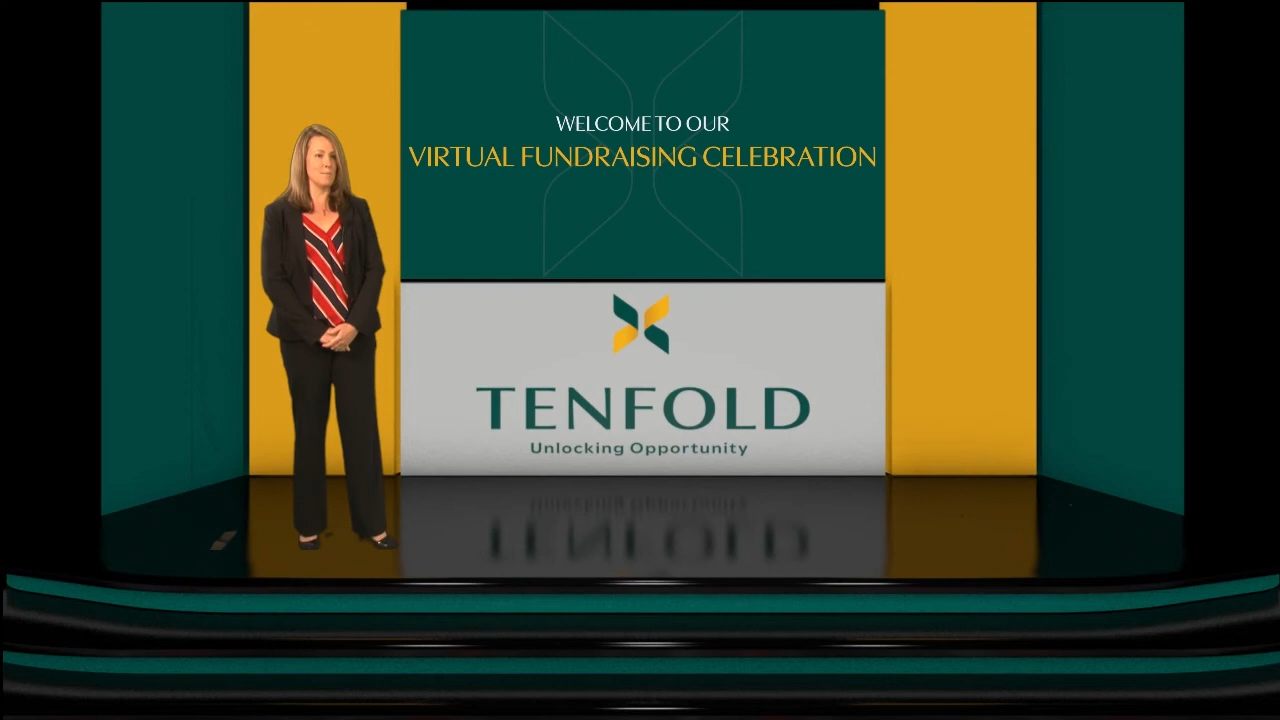 WELCOME TO OUR
VIRTUAL FUNDRAISING CELEBRATION
TENFOLD
Unlocking Opportunity